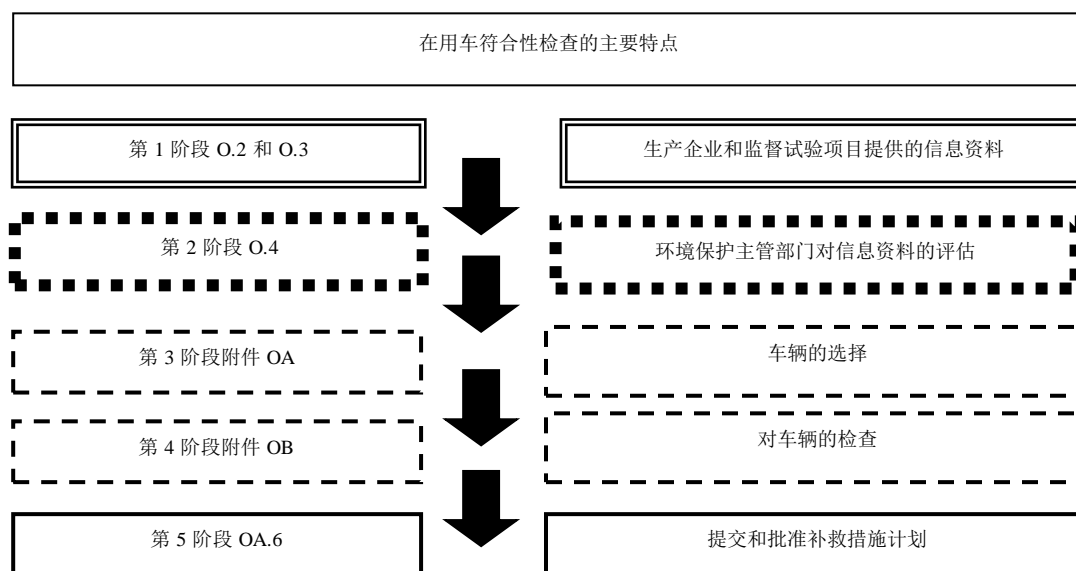 在用车符合性检查的主要特点
第 1 阶段 O.2 和 O.3
生产企业和监督试验项目提供的信息资料
第 2 阶段 O.4
环境保护主管部门对信息资料的评估
第 3 阶段附件 OA
车辆的选择
第 4 阶段附件 OB
对车辆的检查
第 5 阶段 OA.6
提交和批准补救措施计划